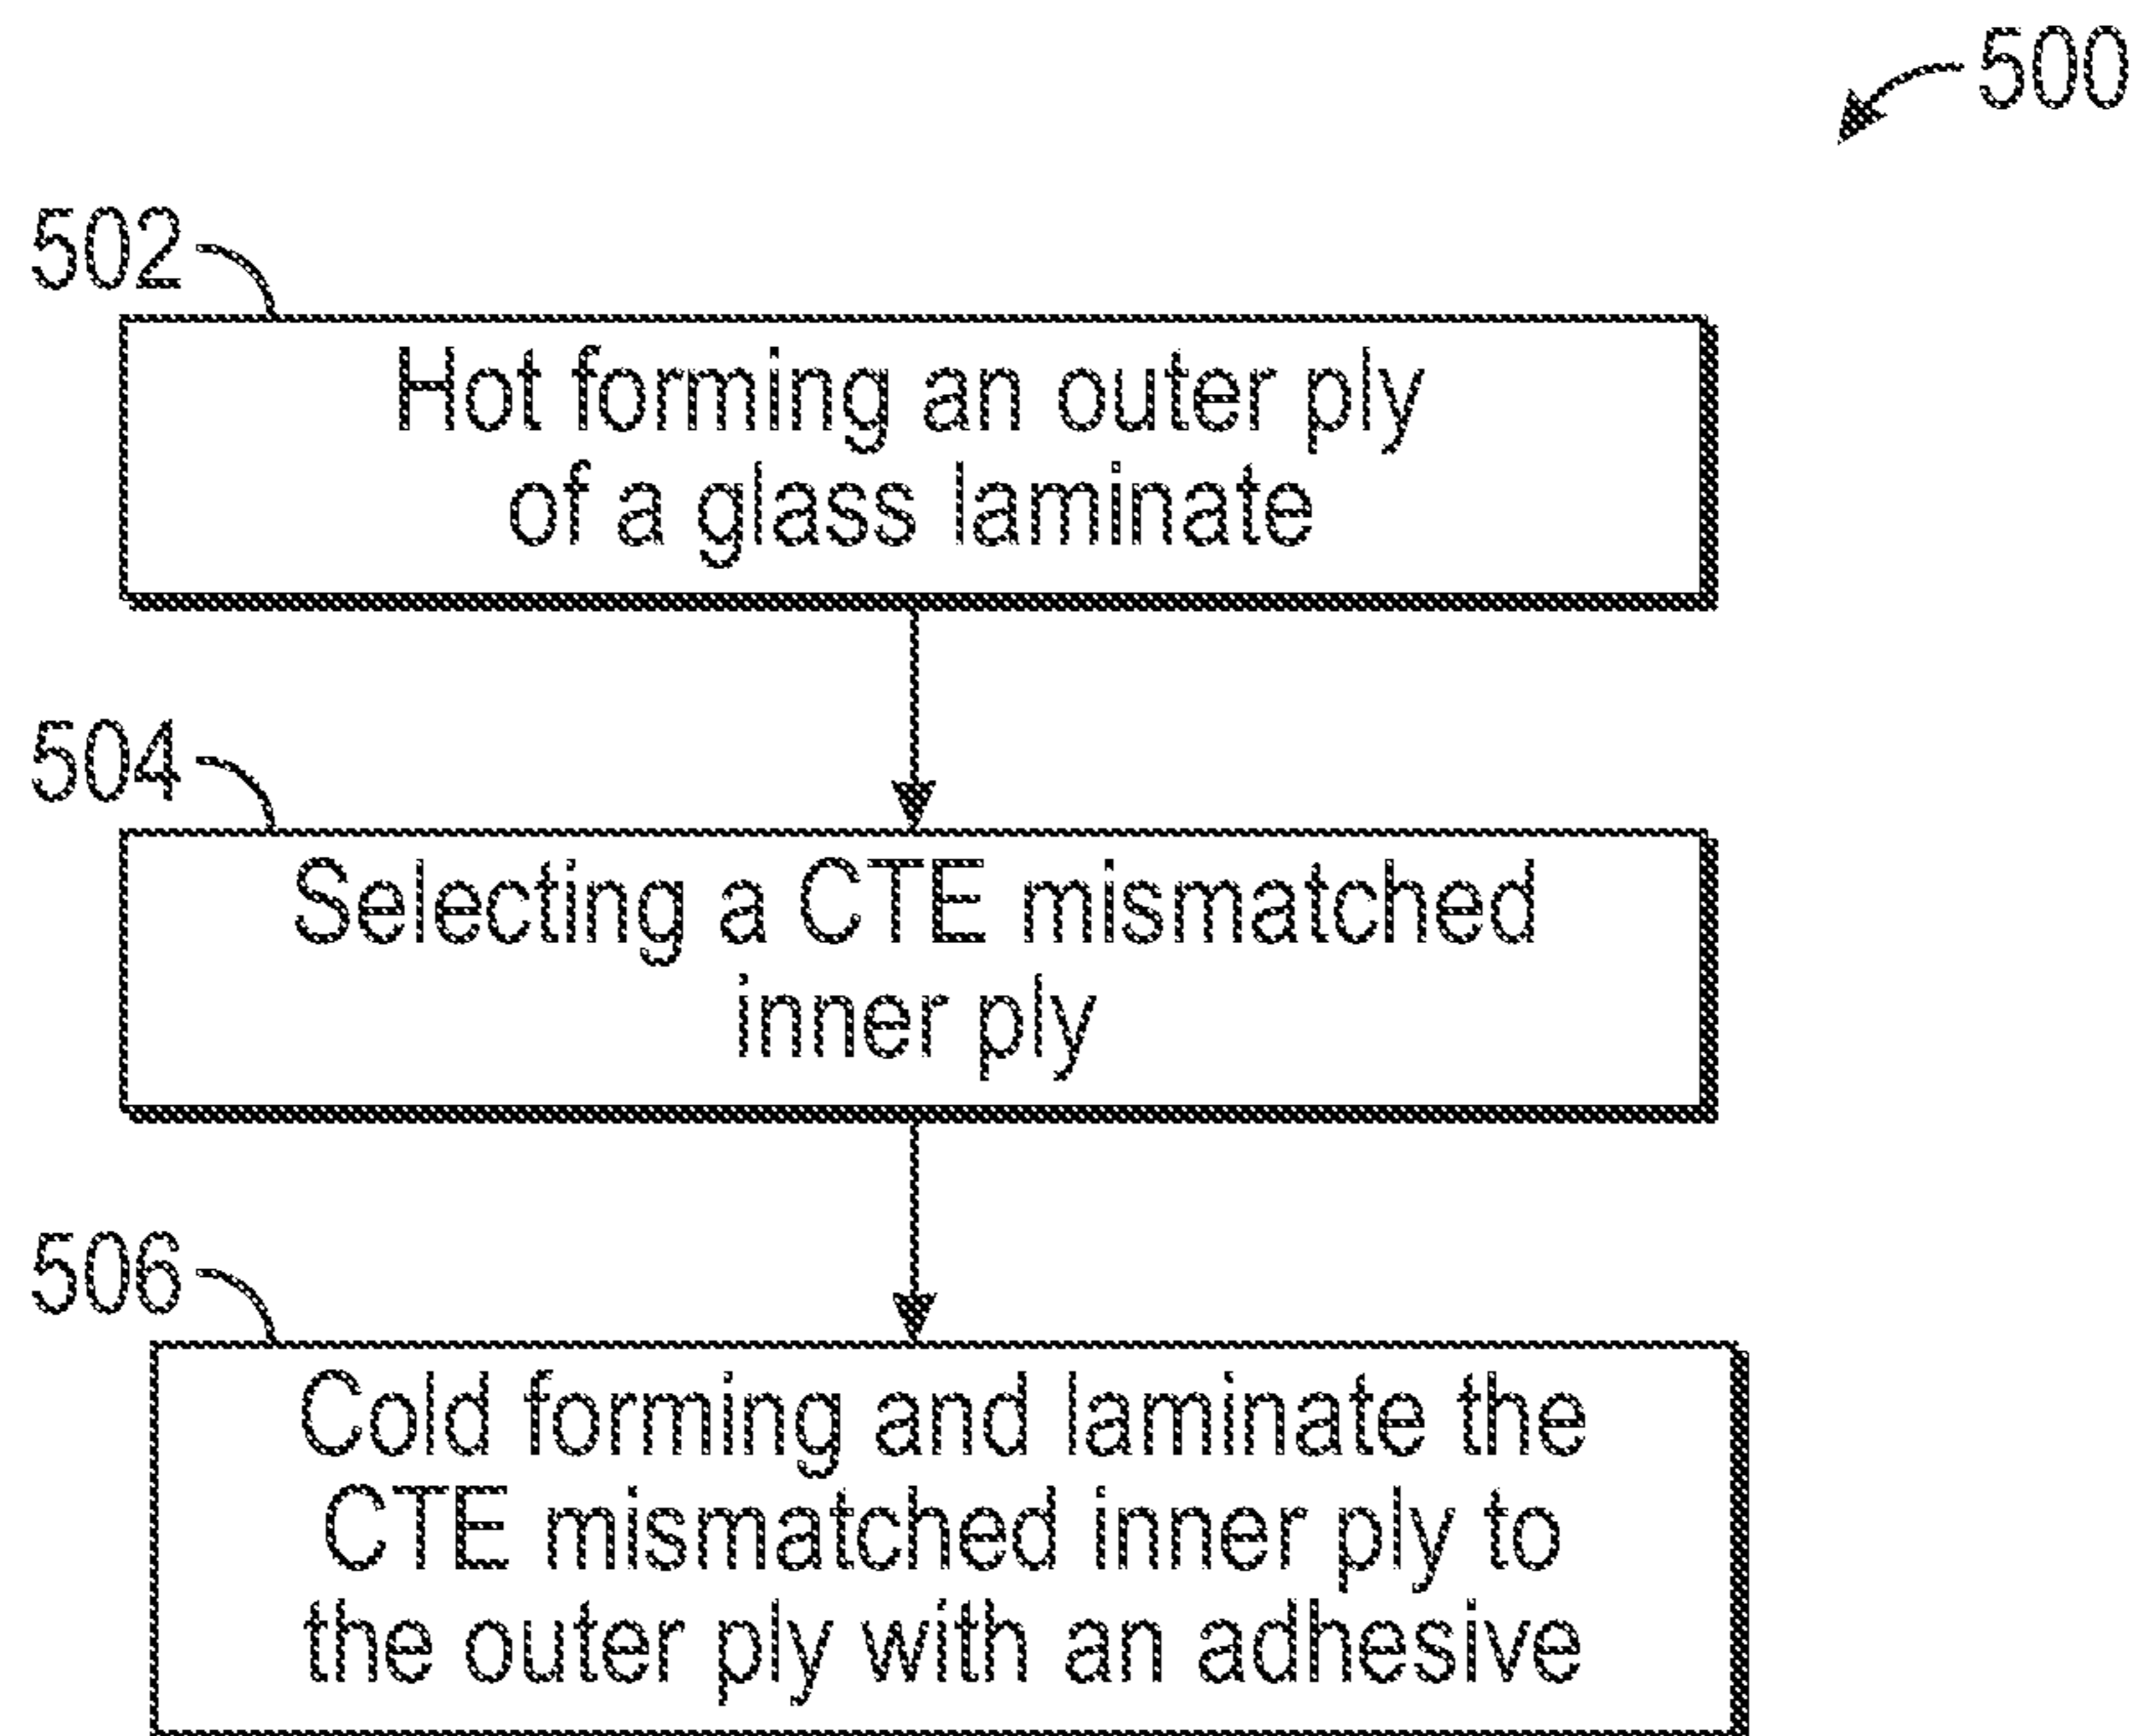 500
502
Hot forming an outer ply
of a glass laminate
504
Selecting a CTE mismatched
inner ply
506
Cold forming and laminate the
CTE mismatched inner ply to
the outer ply with an adhesive